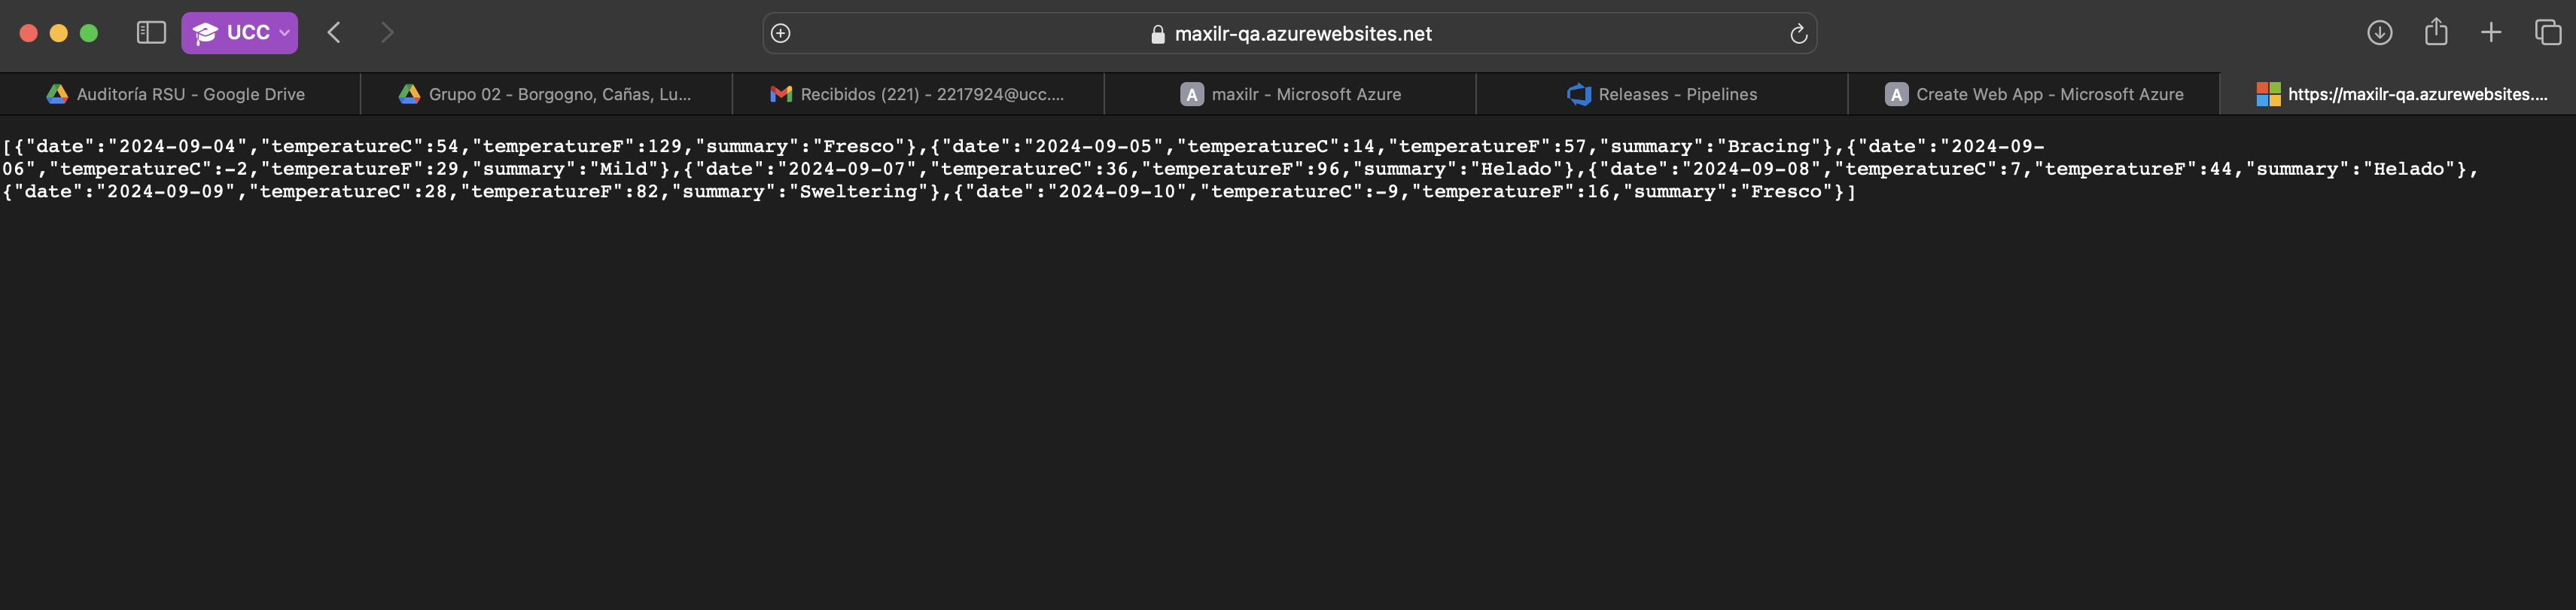 UCC
maxilr-qa.azurewebsites.net
Auditoría RSU - Google Drive
Grupo 02 - Borgogno, Cañas, Lu...
Recibidos (221) - 2217924@ucc....
A maxilr - Microsoft Azure
Releases - Pipelines
A Create Web App - Microsoft Azure
https://maxilr-qa.azurewebsites....
[{"date":"2024-09-04","temperatureC":54,"temperatureF":129,"summary":"Fresco"},{"date":"2024-09-05","temperatureC":14,"temperatureF":57,"summary":"Bracing"},{"date":"2024-09-
06","temperatureC":-2,"temperatureF":29,"summary":"Mild"},{"date":"2024-09-07","temperatureC":36,"temperatureF":96,"summary":"Helado"},{"date":"2024-09-08","temperatureC":7,"temperatureF":44,"summary":"Helado"},
{"date":"2024-09-09","temperatureC":28,"temperatureF":82,"summary":"Sweltering"},{"date":"2024-09-10","temperatureC":-9,"temperatureF":16,"summary":"Fresco"}]